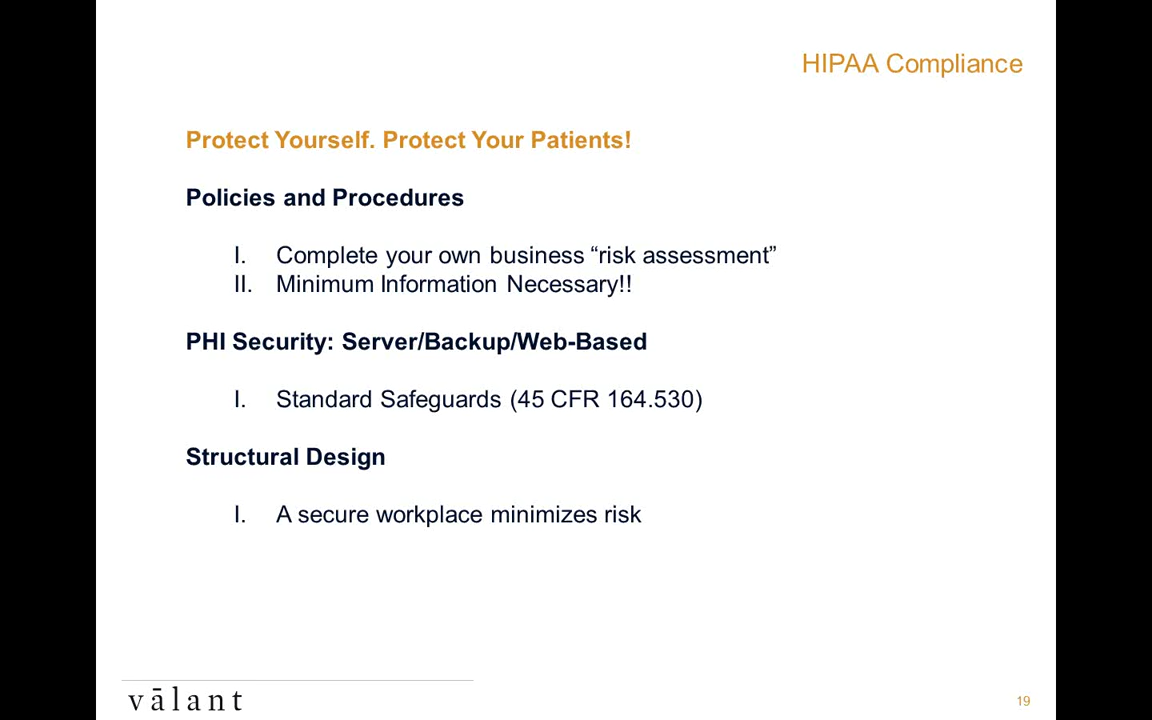 HIPAA Compliance
Protect Yourself. Protect Your Patients!
Policies and Procedures
I. Complete your own business “risk assessment”
II. Minimum Information Necessary!!
PHI Security: Server/Backup/Web-Based
I. Standard Safeguards (45 CFR 164.530)
Structural Design
I. A secure workplace minimizes risk
vālant
19